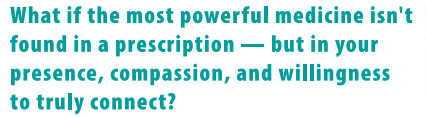 What if the most powerful medicine isn't
found in a prescription — but in your
presence, compassion, and willingness
to truly connect?